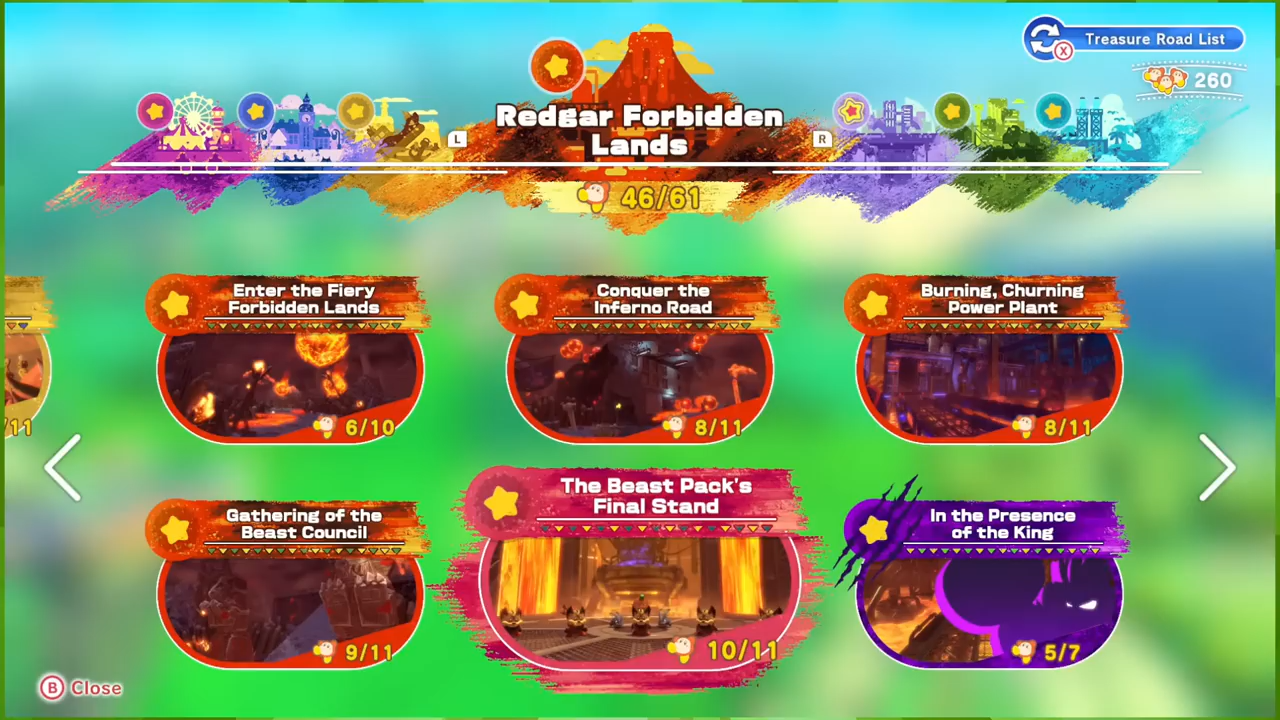 Treasure Road List
X
260
L
Redgar Forbidden
Lands
R
46/61
Enter the Fiery
Forbidden Lands
Conquer the
Inferno Road
Burning, Churning
Power Plant
/11
6/10
8/11
8/11
Gathering of the
Beast Council
The Beast Pack's
Final Stand
In the Presence
of the King
9/11
10/11
5/7
B Close